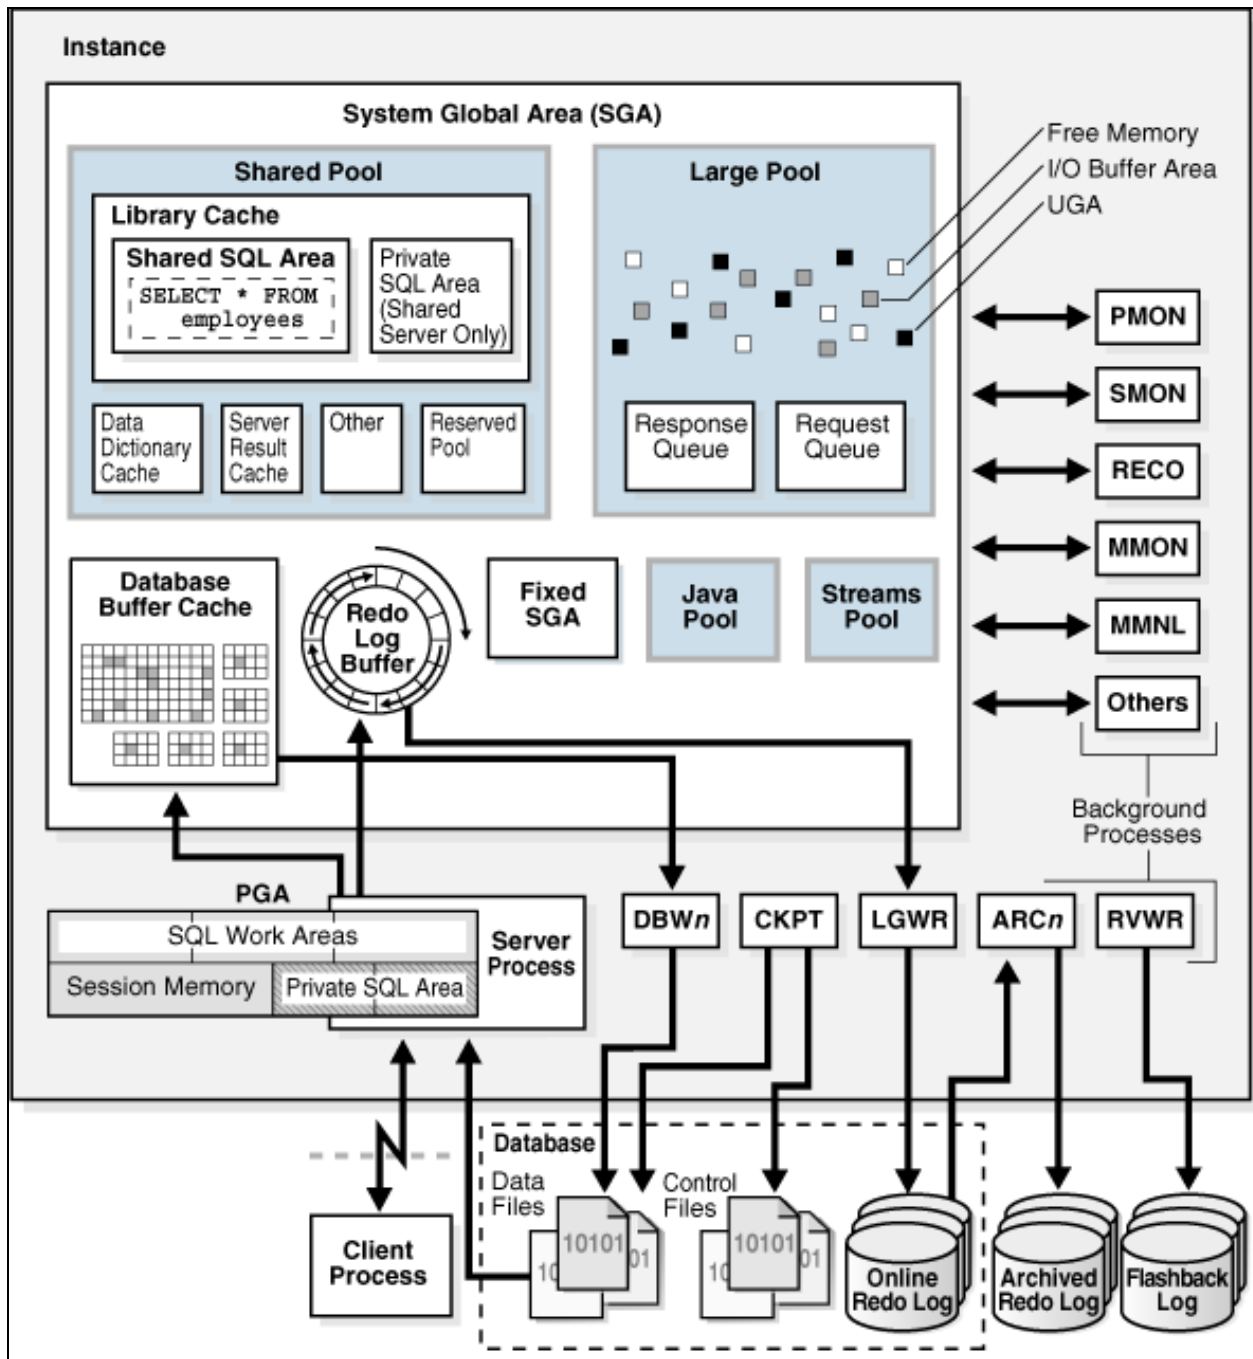 Instance
System Global Area (SGA)
Shared Pool
Library Cache
Shared SQL Area
SELECT * FROM
employees
Private
SQL Area
(Shared
Server Only)
Data
Dictionary
Cache
Server
Result
Cache
Other
Reserved
Pool
Large Pool
Response
Queue
Request
Queue
Free Memory
I/O Buffer Area
UGA
Database
Buffer Cache
Redo
Log
Buffer
Fixed
SGA
Java
Pool
Streams
Pool
PMON
SMON
RECO
MMON
MMNL
Others
Background
Processes
PGA
SQL Work Areas
Session Memory
Private SQL Area
Server
Process
DBWn
CKPT
LGWR
ARCn
RVWR
Client
Process
Database
Data
Files
10101
10
01
Control
Files
10101
10
01
Online
Redo Log
Archived
Redo Log
Flashback
Log